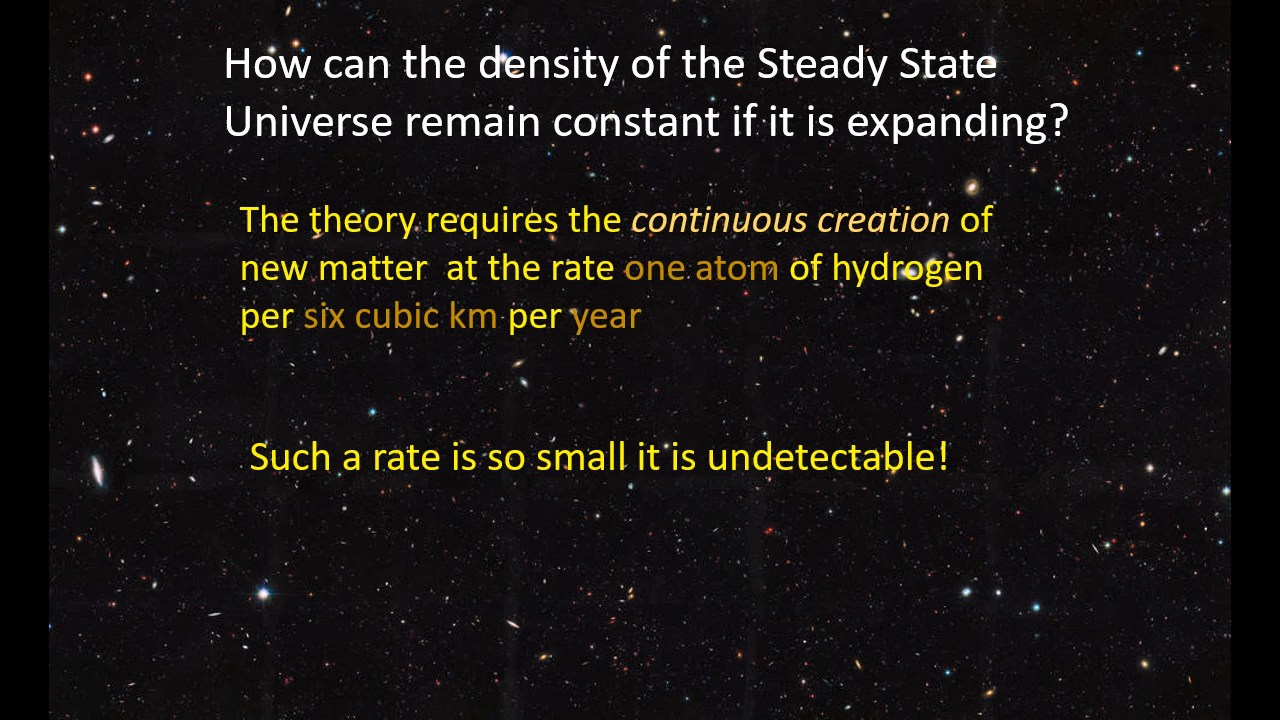 How can the density of the Steady State
Universe remain constant if it is expanding?
The theory requires the continuous creation of
new matter  at the rate one atom of hydrogen
per six cubic km per year
Such a rate is so small it is undetectable!